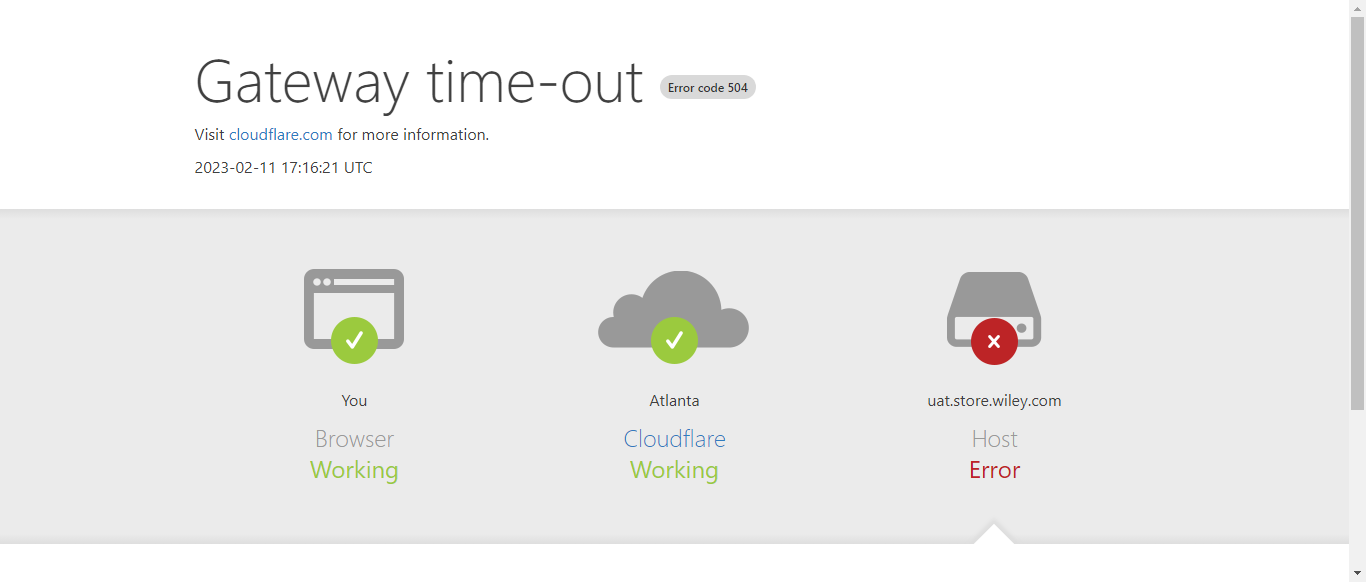 Gateway time-out Error code 504
Visit cloudflare.com for more information.
2023-02-11 17:16:21 UTC
You Atlanta uat.store.wiley.com
Browser Cloudflare Host
Working Working Error